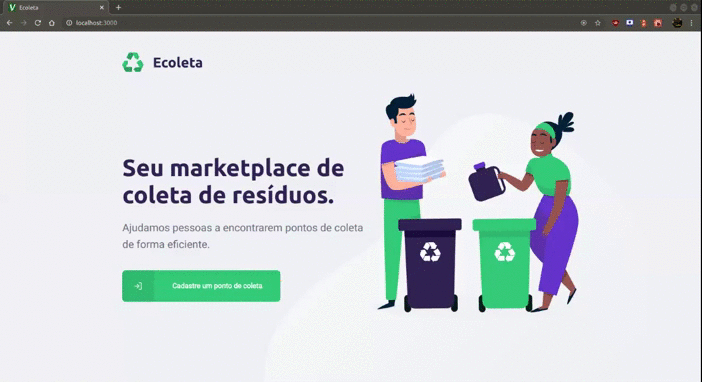 Ecoleta
localhost:3000
Ecoleta
Seu marketplace de
coleta de resíduos.
Ajudamos pessoas a encontrarem pontos de coleta
de forma eficiente.
Cadastre um ponto de coleta